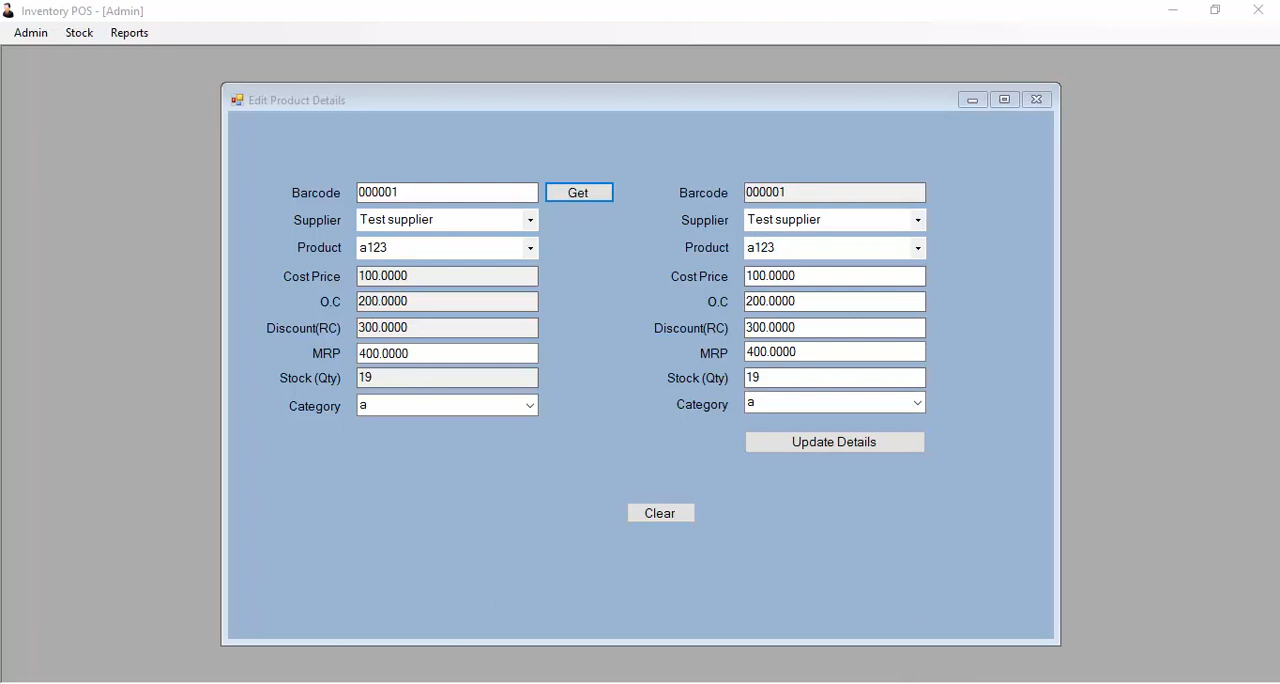 Inventory POS - [Admin]
Admin Stock Reports
Edit Product Details
Barcode 000001 Get Barcode 000001
Supplier Test supplier Supplier Test supplier
Product a123 Product a123
Cost Price 100.0000 Cost Price 100.0000
O.C 200.0000 O.C 200.0000
Discount(RC) 300.0000 Discount(RC) 300.0000
MRP 400.0000 MRP 400.0000
Stock (Qty) 19 Stock (Qty) 19
Category a Category a
Update Details
Clear